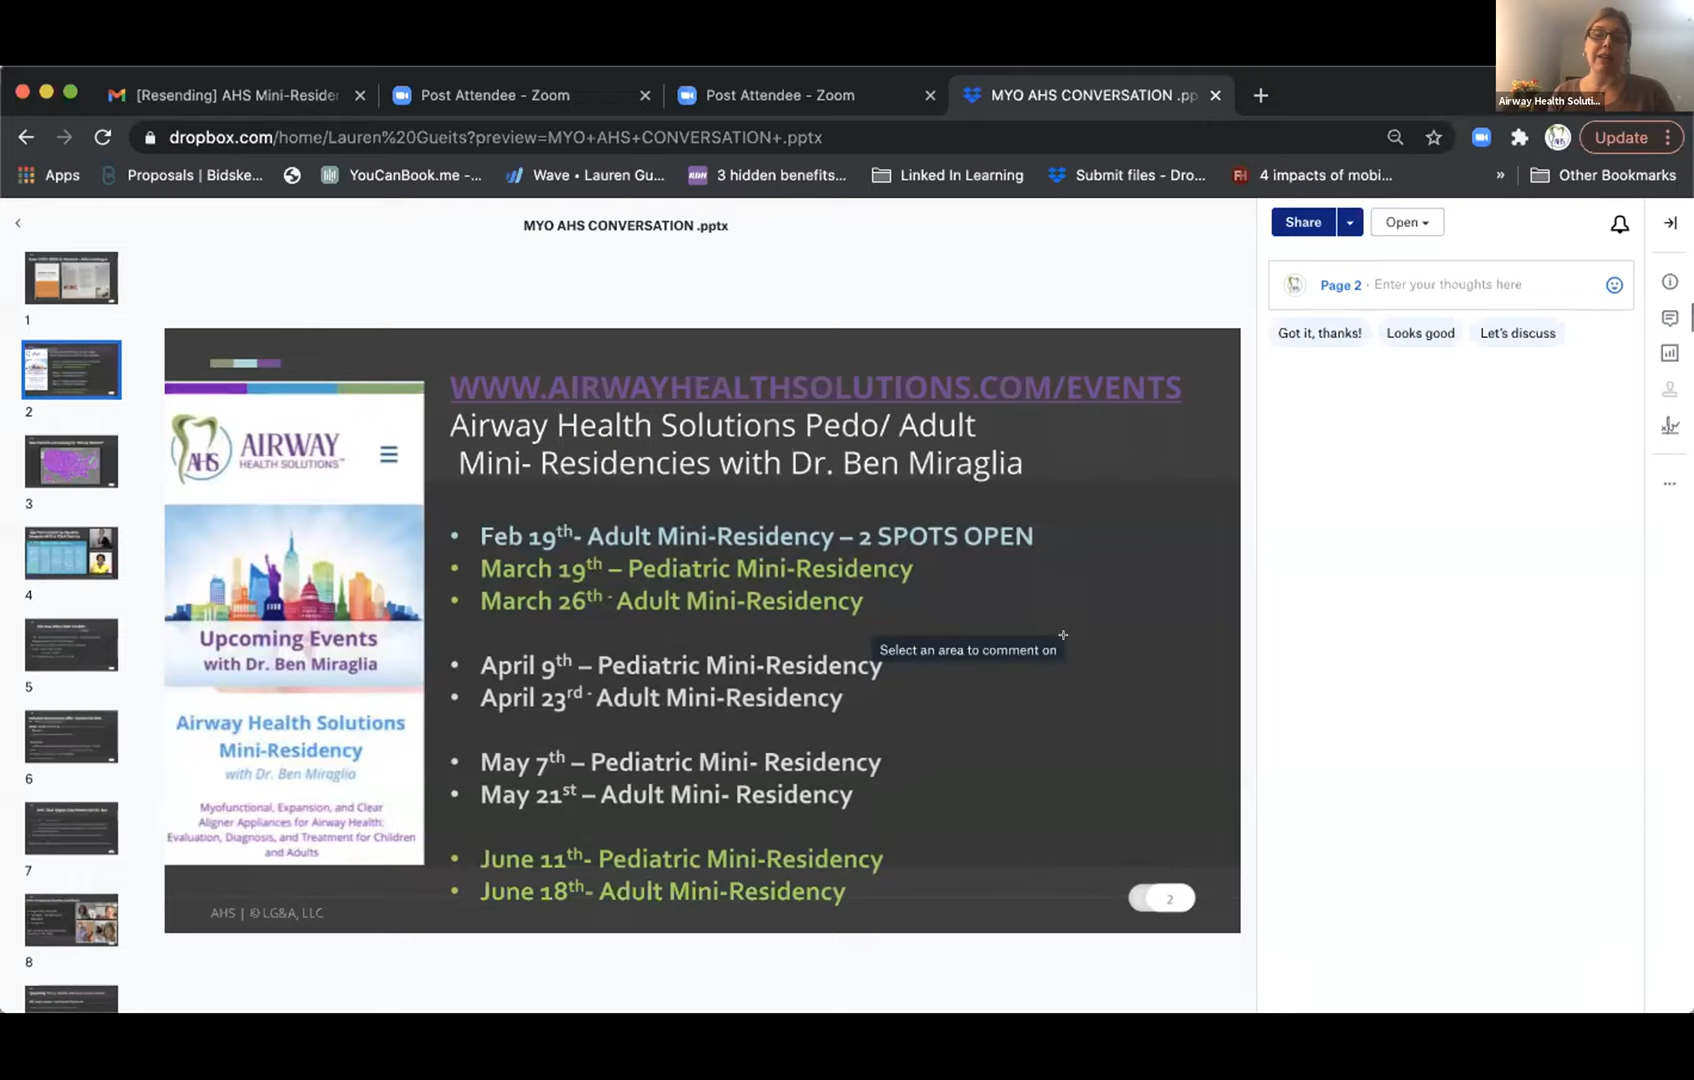 Airway Health Soluti...
[Resending] AHS Mini-Reside
Post Attendee - Zoom
Post Attendee - Zoom
MYO AHS CONVERSATION .pp
dropbox.com/home/Lauren%20Gueits?preview=MYO+AHS+CONVERSATION+.pptx
Update
Apps
Proposals | Bidske...
YouCanBook.me -...
Wave • Lauren Gu...
3 hidden benefits...
Linked In Learning
Submit files - Dro...
4 impacts of mobi...
»
Other Bookmarks
MYO AHS CONVERSATION .pptx
Share
Open
Page 2 · Enter your thoughts here
Got it, thanks!
Looks good
Let's discuss
1
2
3
4
5
6
7
8
AHS
AIRWAY
HEALTH SOLUTIONS™
Upcoming Events
with Dr. Ben Miraglia
Airway Health Solutions
Mini-Residency
with Dr. Ben Miraglia
Myofunctional, Expansion, and Clear
Aligner Appliances for Airway Health:
Evaluation, Diagnosis, and Treatment for Children
and Adults
WWW.AIRWAYHEALTHSOLUTIONS.COM/EVENTS
Airway Health Solutions Pedo/ Adult
Mini- Residencies with Dr. Ben Miraglia
• Feb 19th- Adult Mini-Residency – 2 SPOTS OPEN
• March 19th – Pediatric Mini-Residency
• March 26th - Adult Mini-Residency
Select an area to comment on
• April 9th – Pediatric Mini-Residency
• April 23rd - Adult Mini-Residency
• May 7th – Pediatric Mini- Residency
• May 21st – Adult Mini- Residency
• June 11th- Pediatric Mini-Residency
• June 18th- Adult Mini-Residency
AHS | © LG&A, LLC
2